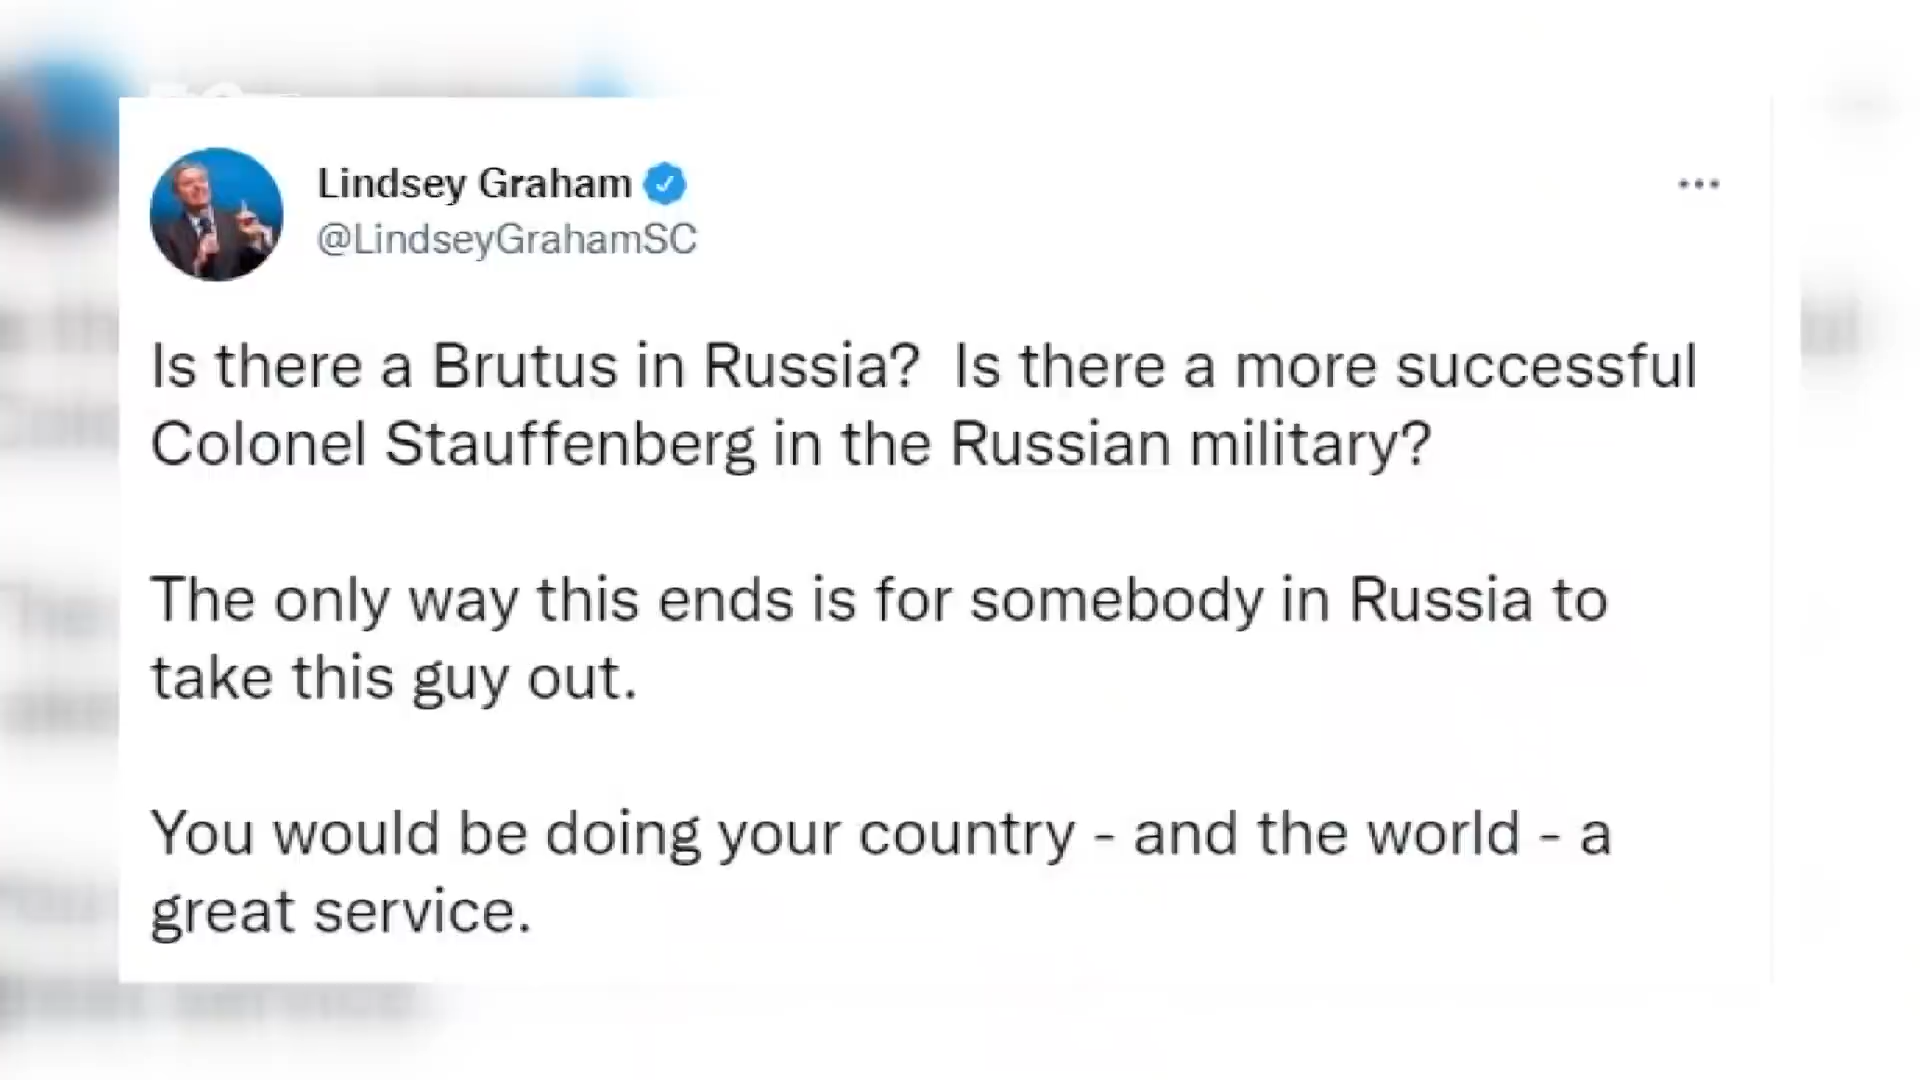 Lindsey Graham
@LindseyGrahamSC
Is there a Brutus in Russia?  Is there a more successful
Colonel Stauffenberg in the Russian military?
The only way this ends is for somebody in Russia to
take this guy out.
You would be doing your country - and the world - a
great service.